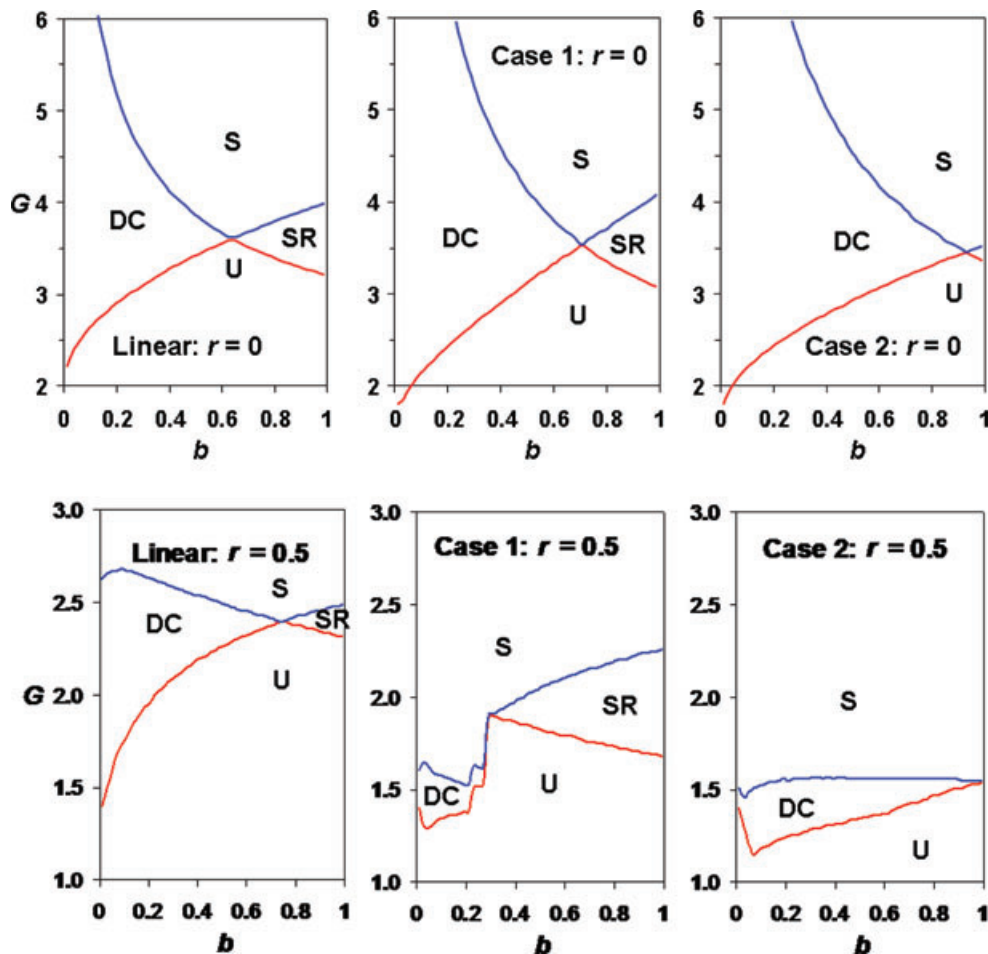 6 6 6
Case 1: r = 0
5 5 5
S S S
G 4 4 4
DC DC DC
SR SR
U
3 3 3
U U
Linear: r = 0 Case 2: r = 0
2 2 2
0 0.2 0.4 0.6 0.8 1 0 0.2 0.4 0.6 0.8 1 0 0.2 0.4 0.6 0.8 1
b b b
3.0 3.0 3.0
Linear: r = 0.5 Case 1: r = 0.5 Case 2: r = 0.5
S
2.5 2.5 2.5
DC SR
S
U
G 2.0 2.0 2.0
SR S
U
1.5 1.5 1.5
DC DC
U
1.0 1.0 1.0
0 0.2 0.4 0.6 0.8 1 0 0.2 0.4 0.6 0.8 1 0 0.2 0.4 0.6 0.8 1
b b b